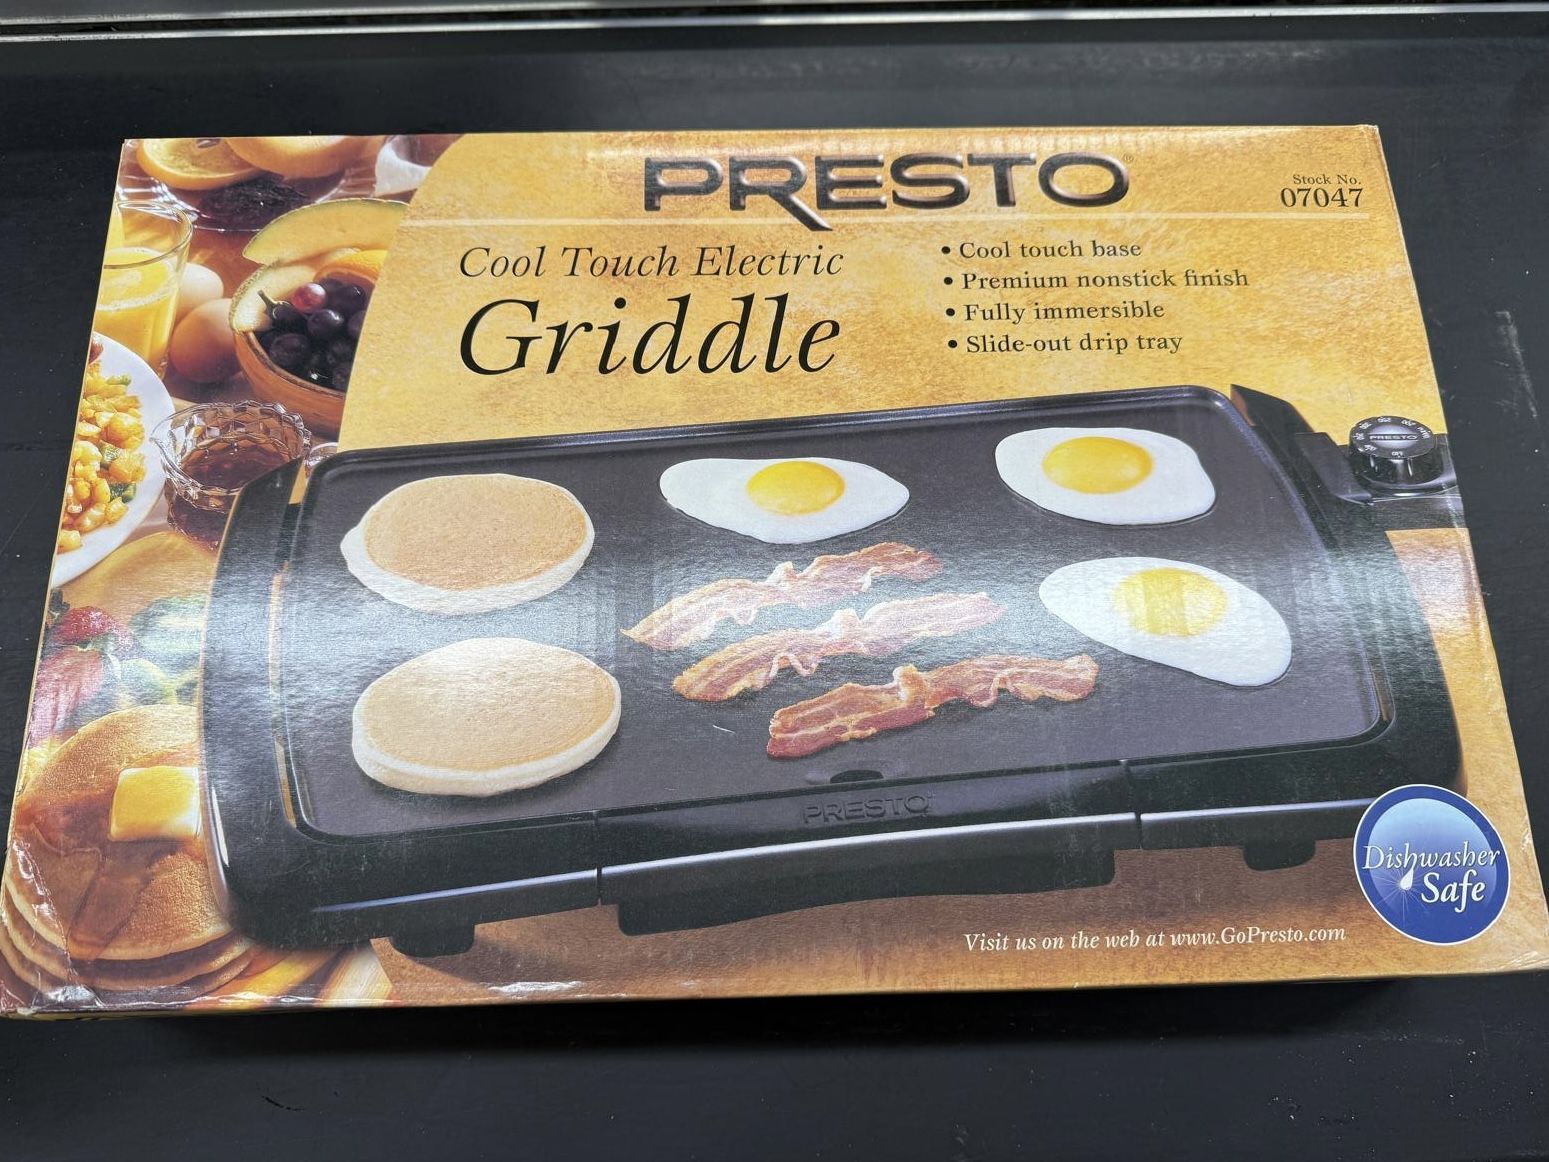 PRESTO®
Stock No.
07047
Cool Touch Electric
Griddle
• Cool touch base
• Premium nonstick finish
• Fully immersible
• Slide-out drip tray
PRESTO
PRESTO
Dishwasher
Safe
Visit us on the web at www.GoPresto.com